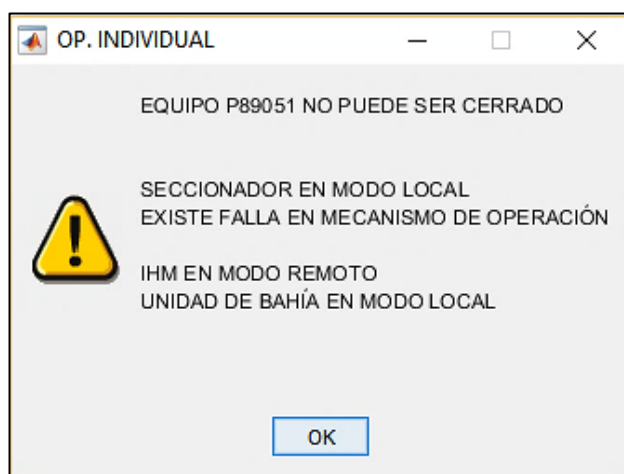 OP. INDIVIDUAL
EQUIPO P89051 NO PUEDE SER CERRADO
SECCIONADOR EN MODO LOCAL
EXISTE FALLA EN MECANISMO DE OPERACIÓN
IHM EN MODO REMOTO
UNIDAD DE BAHÍA EN MODO LOCAL
OK